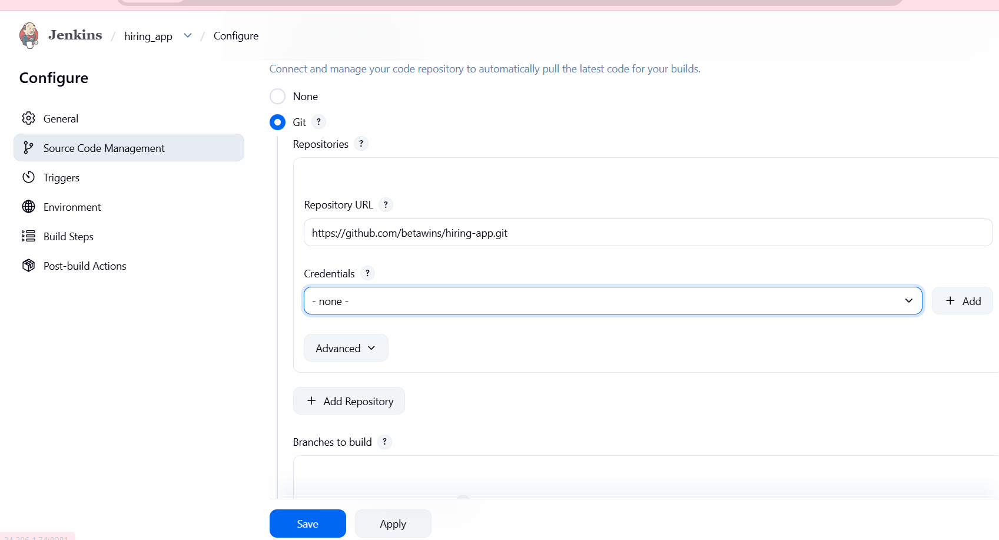 Jenkins / hiring_app / Configure
Configure
General
Source Code Management
Triggers
Environment
Build Steps
Post-build Actions
Connect and manage your code repository to automatically pull the latest code for your builds.
None
Git ?
Repositories ?
Repository URL ?
https://github.com/betawins/hiring-app.git
Credentials ?
- none -
+ Add
Advanced
+ Add Repository
Branches to build ?
Save
Apply